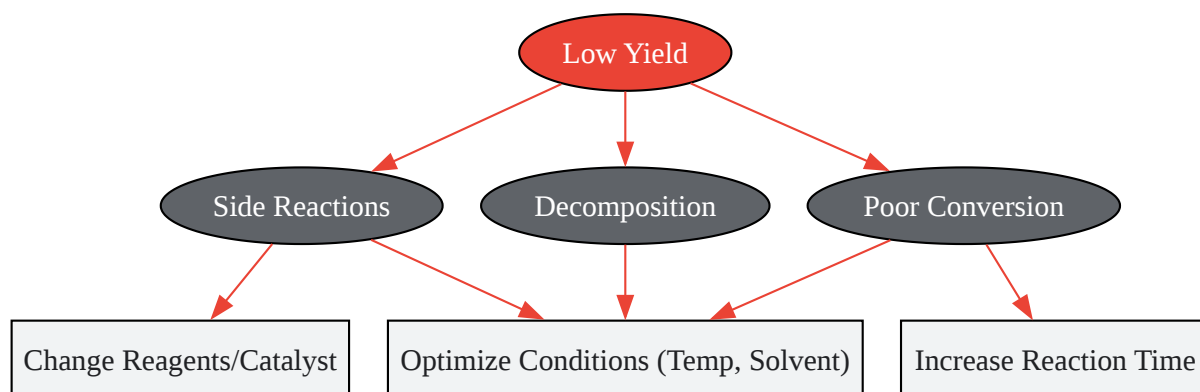 Low Yield
Side Reactions
Decomposition
Poor Conversion
Change Reagents/Catalyst
Optimize Conditions (Temp, Solvent)
Increase Reaction Time